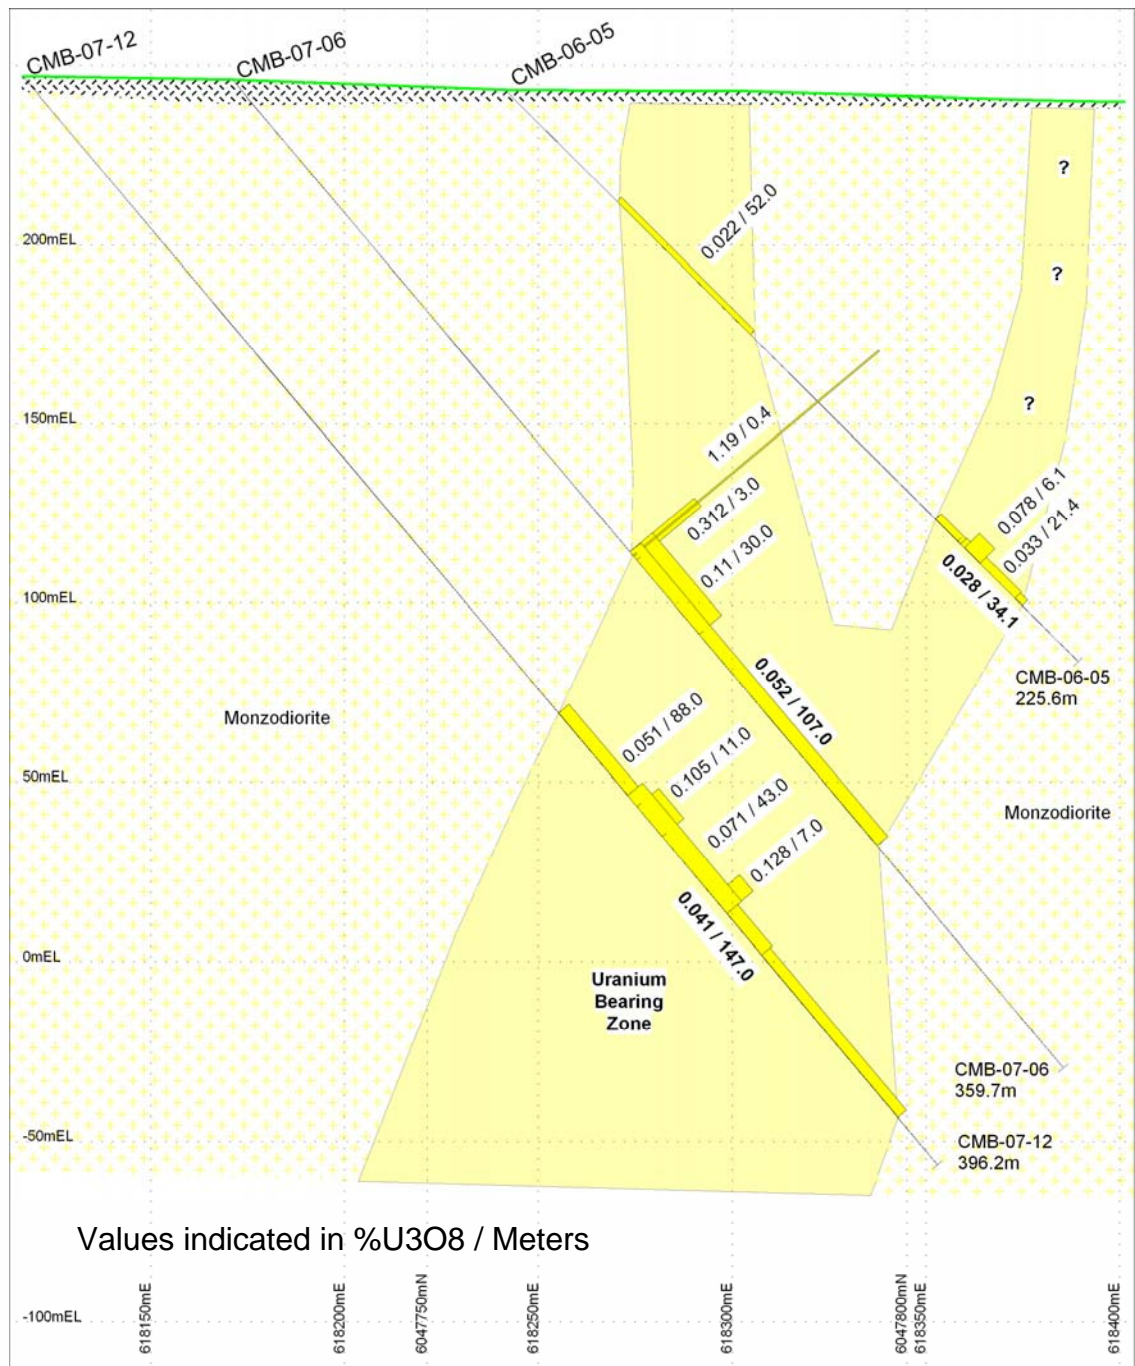 CMB-07-12
CMB-07-06
CMB-06-05
?
0.022 / 52.0
200mEL
?
?
150mEL
1.19 / 0.4
0.312 / 3.0
0.078 / 6.1
0.033 / 21.4
0.11 / 30.0
0.028 / 34.1
100mEL
CMB-06-05
225.6m
0.052 / 107.0
Monzodiorite
0.051 / 88.0
0.105 / 11.0
50mEL
0.071 / 43.0
Monzodiorite
0.128 / 7.0
0.041 / 147.0
0mEL
Uranium
Bearing
Zone
CMB-07-06
359.7m
-50mEL
CMB-07-12
396.2m
Values indicated in %U3O8 / Meters
-100mEL
618150mE
618200mE
6047750mN
618250mE
618300mE
6047800mN
618350mE
618400mE